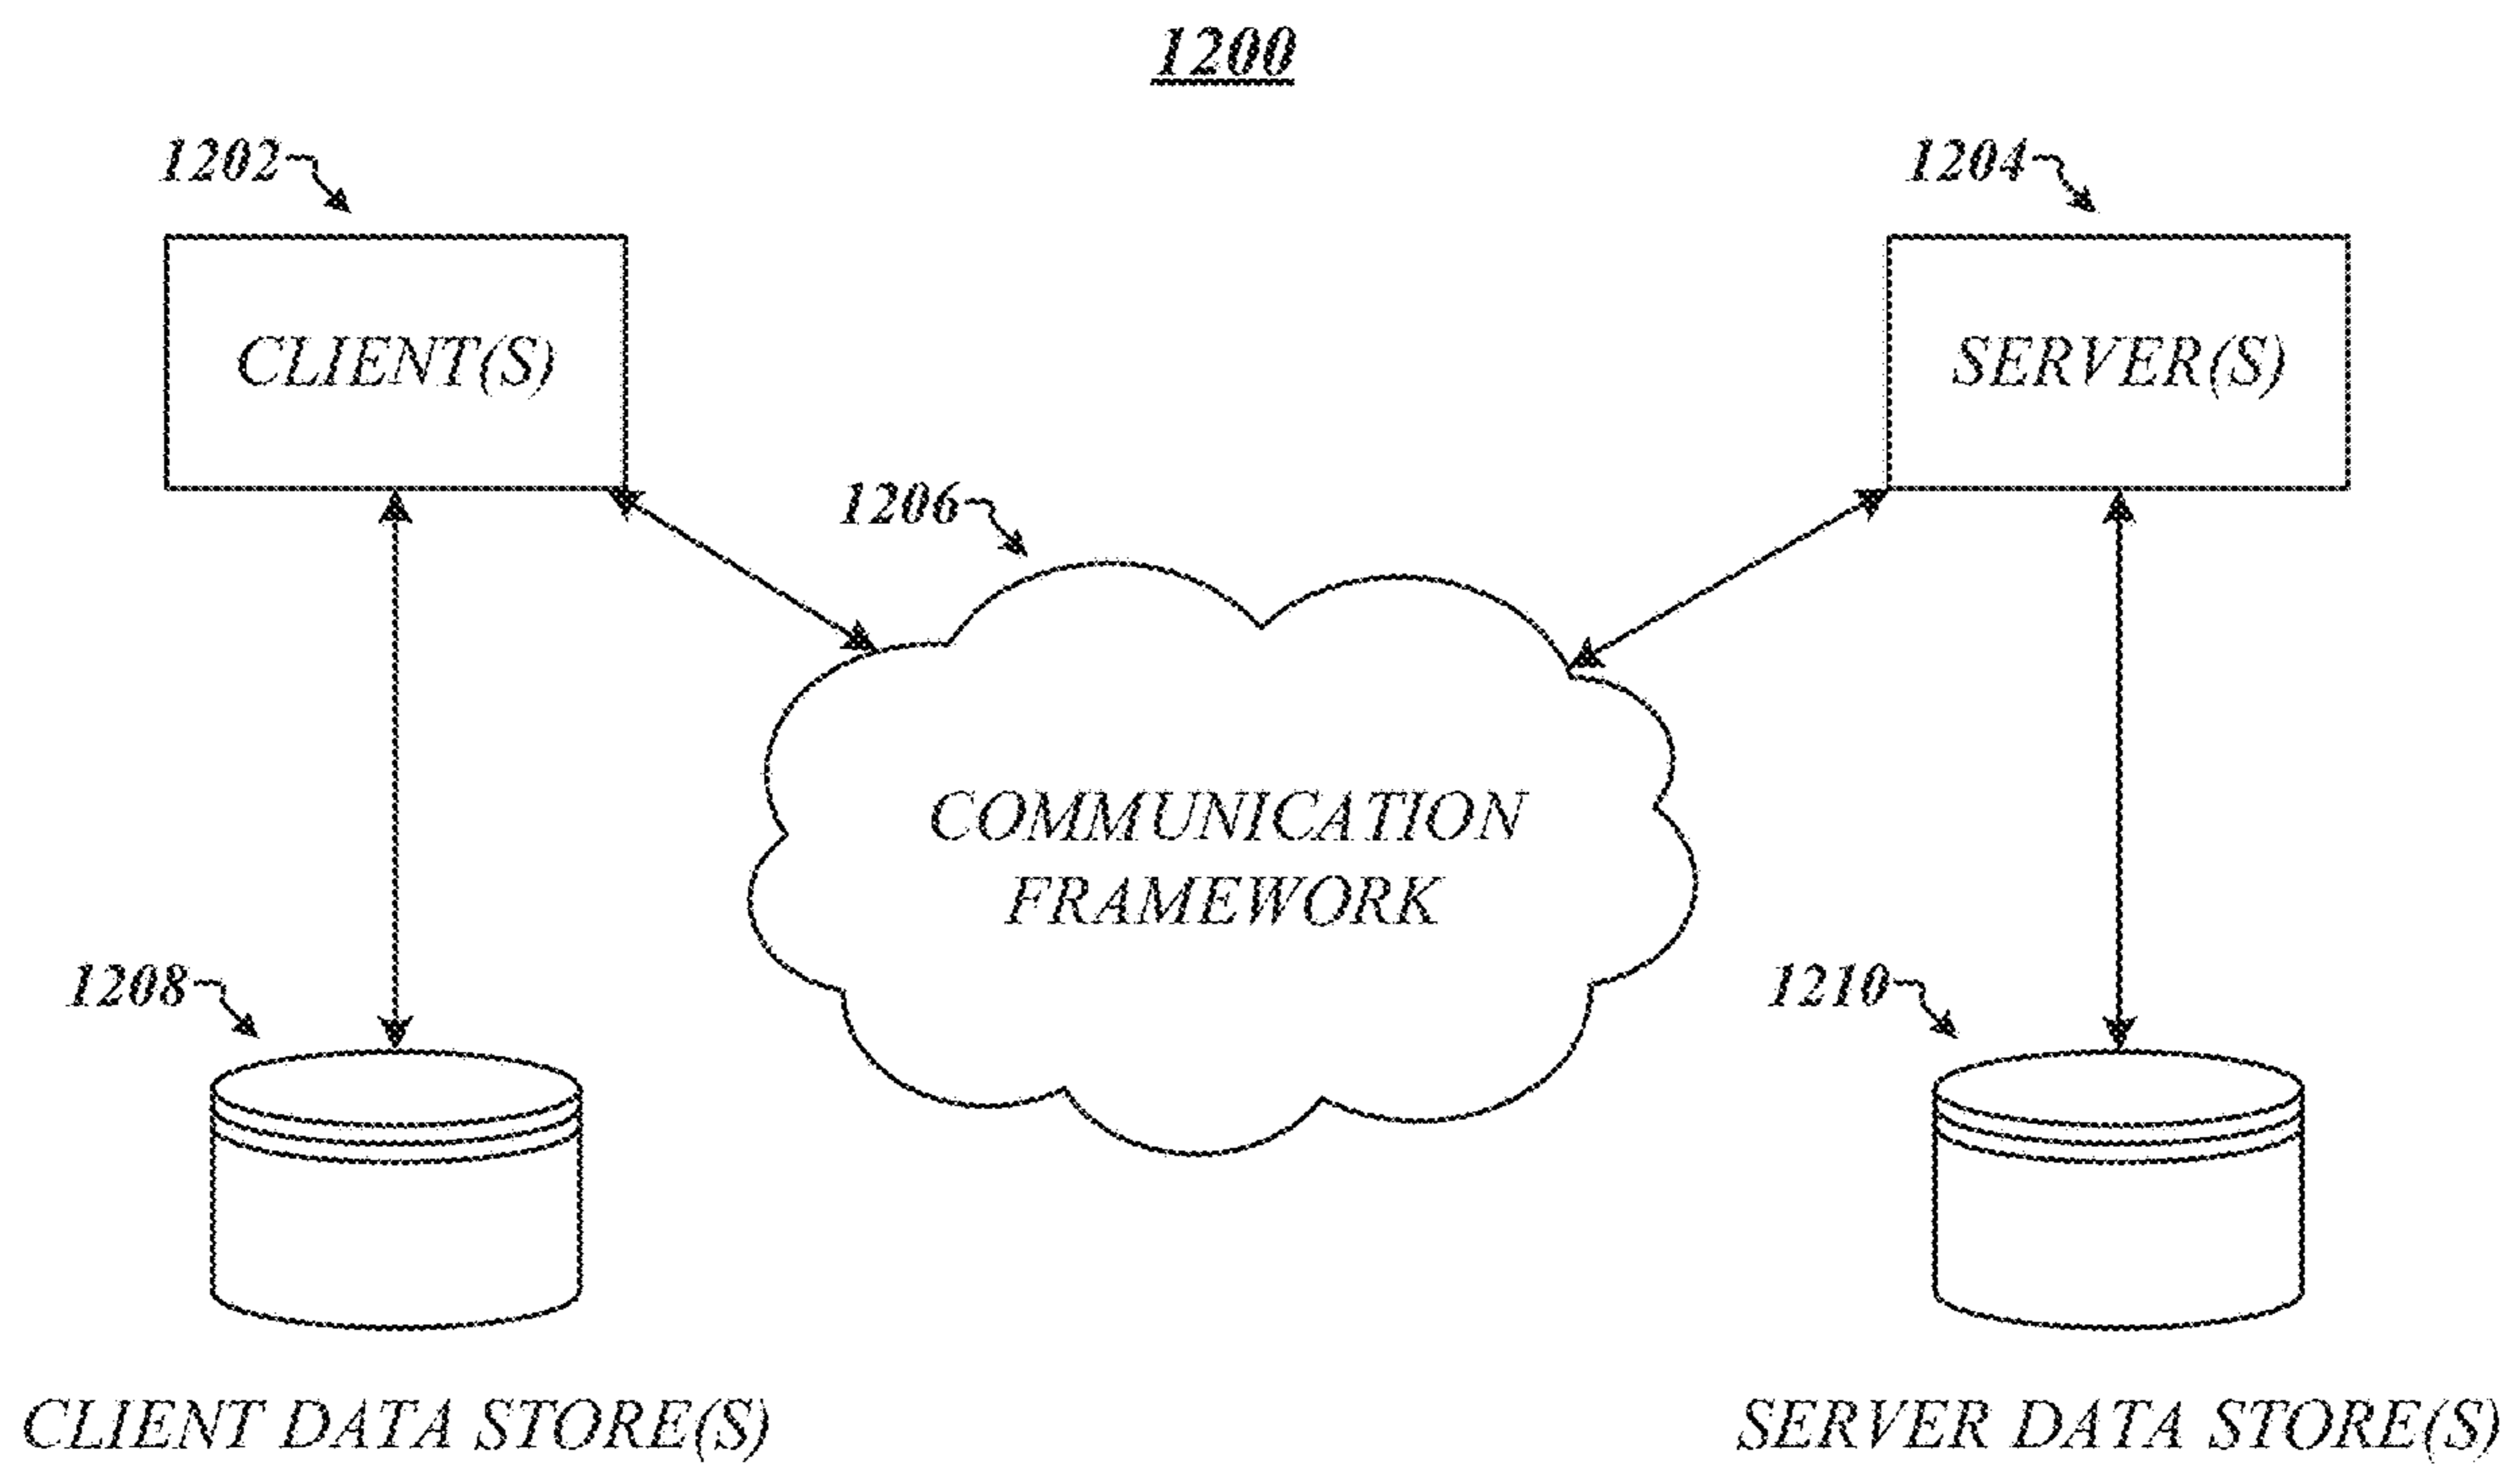 1200
1202
1204
CLIENT(S)
SERVER(S)
1206
COMMUNICATION
FRAMEWORK
1208
1210
CLIENT DATA STORE(S)
SERVER DATA STORE(S)